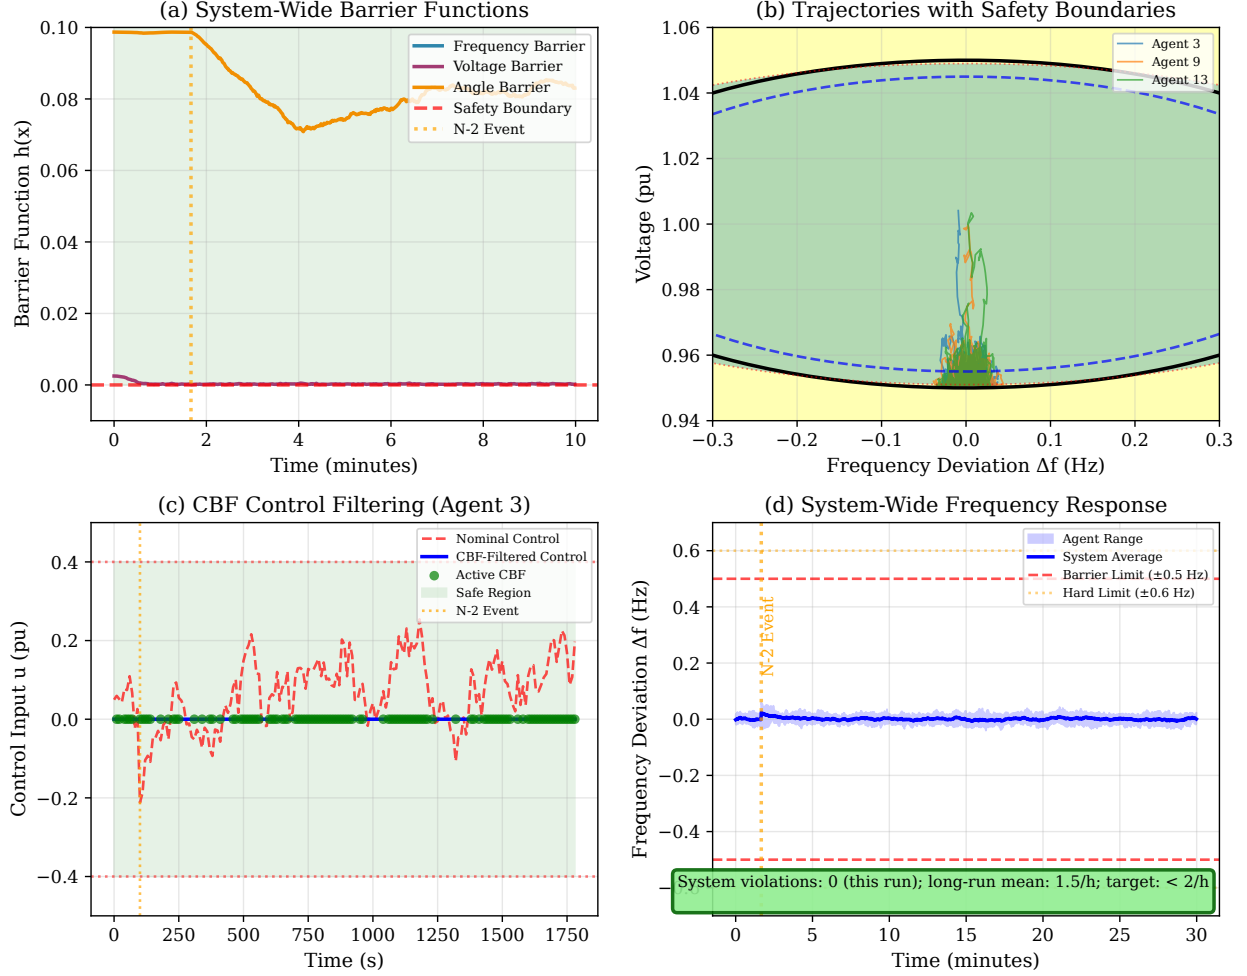 (a) System-Wide Barrier Functions
Barrier Function h(x)
0.10
0.08
0.06
0.04
0.02
0.00
Frequency Barrier
Voltage Barrier
Angle Barrier
Safety Boundary
N-2 Event
0
2
4
6
8
10
Time (minutes)
(b) Trajectories with Safety Boundaries
Voltage (pu)
1.06
1.04
1.02
1.00
0.98
0.96
0.94
Agent 3
Agent 9
Agent 13
−0.3
−0.2
−0.1
0.0
0.1
0.2
0.3
Frequency Deviation Δf (Hz)
(c) CBF Control Filtering (Agent 3)
Control Input u (pu)
0.4
0.2
0.0
−0.2
−0.4
Nominal Control
CBF-Filtered Control
Active CBF
Safe Region
N-2 Event
0
250
500
750
1000
1250
1500
1750
Time (s)
(d) System-Wide Frequency Response
Frequency Deviation Δf (Hz)
0.6
0.4
0.2
0.0
−0.2
−0.4
Agent Range
System Average
Barrier Limit (±0.5 Hz)
Hard Limit (±0.6 Hz)
N-2 Event
System violations: 0 (this run); long-run mean: 1.5/h; target: < 2/h
0
5
10
15
20
25
30
Time (minutes)